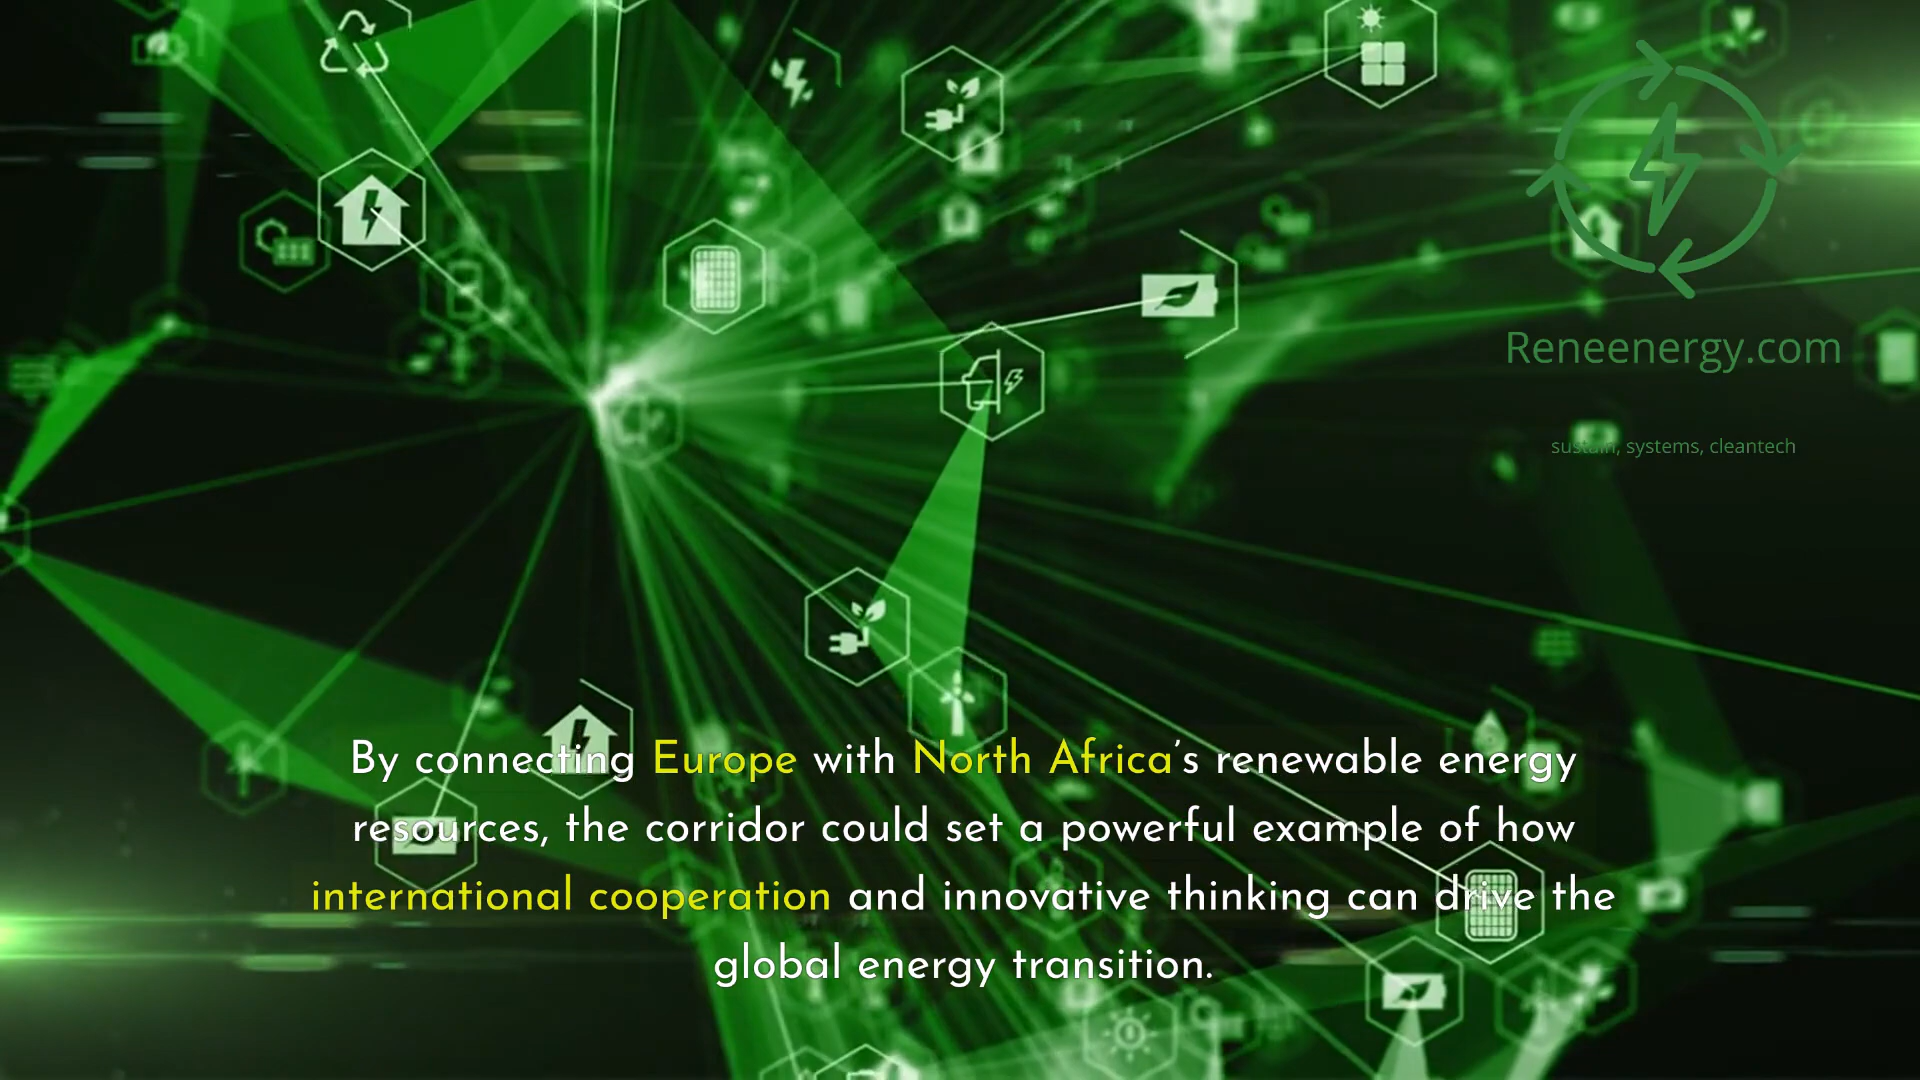 Reneenergy.com
sustain, systems, cleantech
By connecting Europe with North Africa’s renewable energy
resources, the corridor could set a powerful example of how
international cooperation and innovative thinking can drive the
global energy transition.